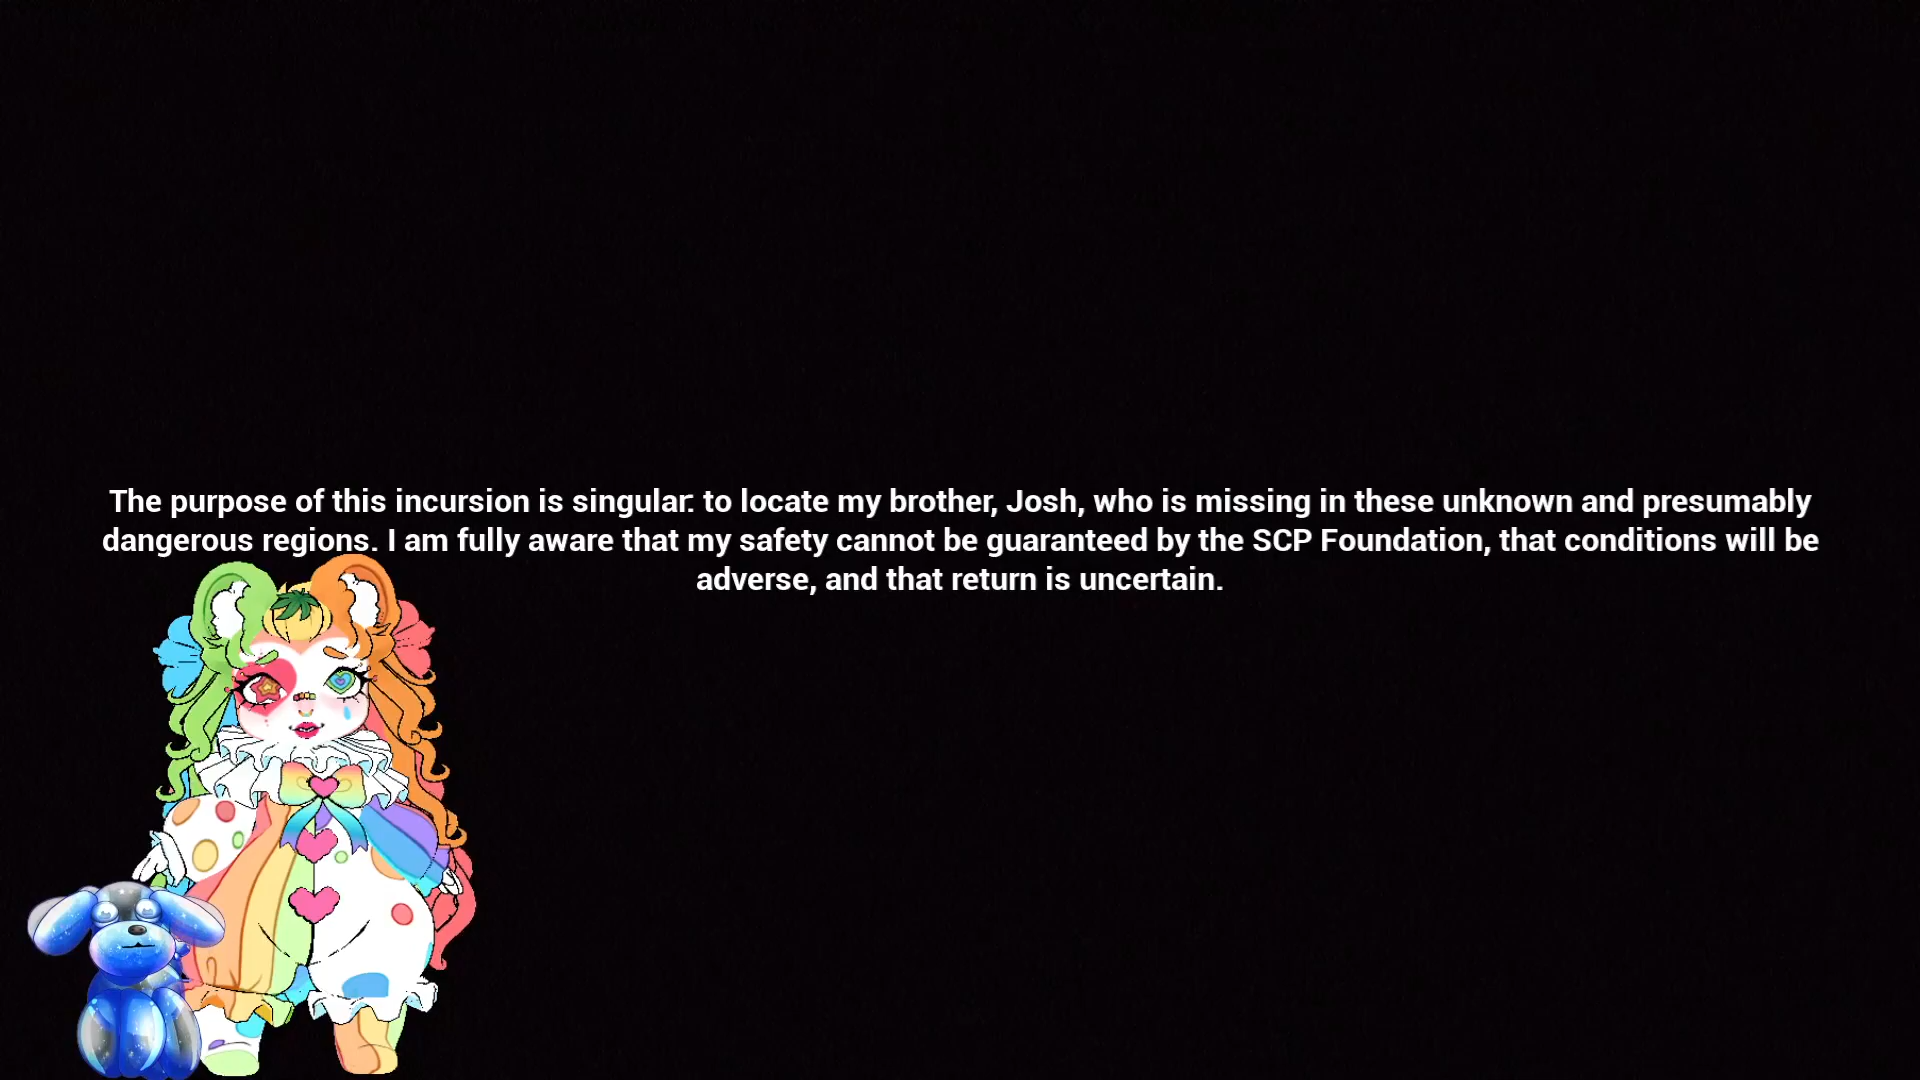 The purpose of this incursion is singular: to locate my brother, Josh, who is missing in these unknown and presumably
dangerous regions. I am fully aware that my safety cannot be guaranteed by the SCP Foundation, that conditions will be
adverse, and that return is uncertain.